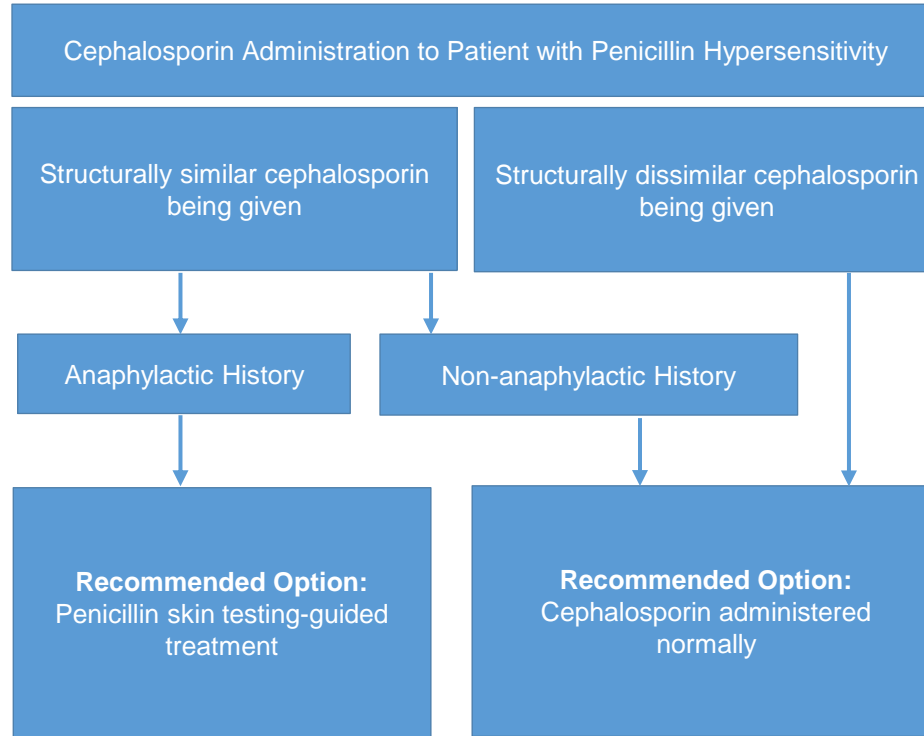 Cephalosporin Administration to Patient with Penicillin Hypersensitivity
Structurally similar cephalosporin
being given
Structurally dissimilar cephalosporin
being given
Anaphylactic History
Non-anaphylactic History
Recommended Option:
Penicillin skin testing-guided
treatment
Recommended Option:
Cephalosporin administered
normally